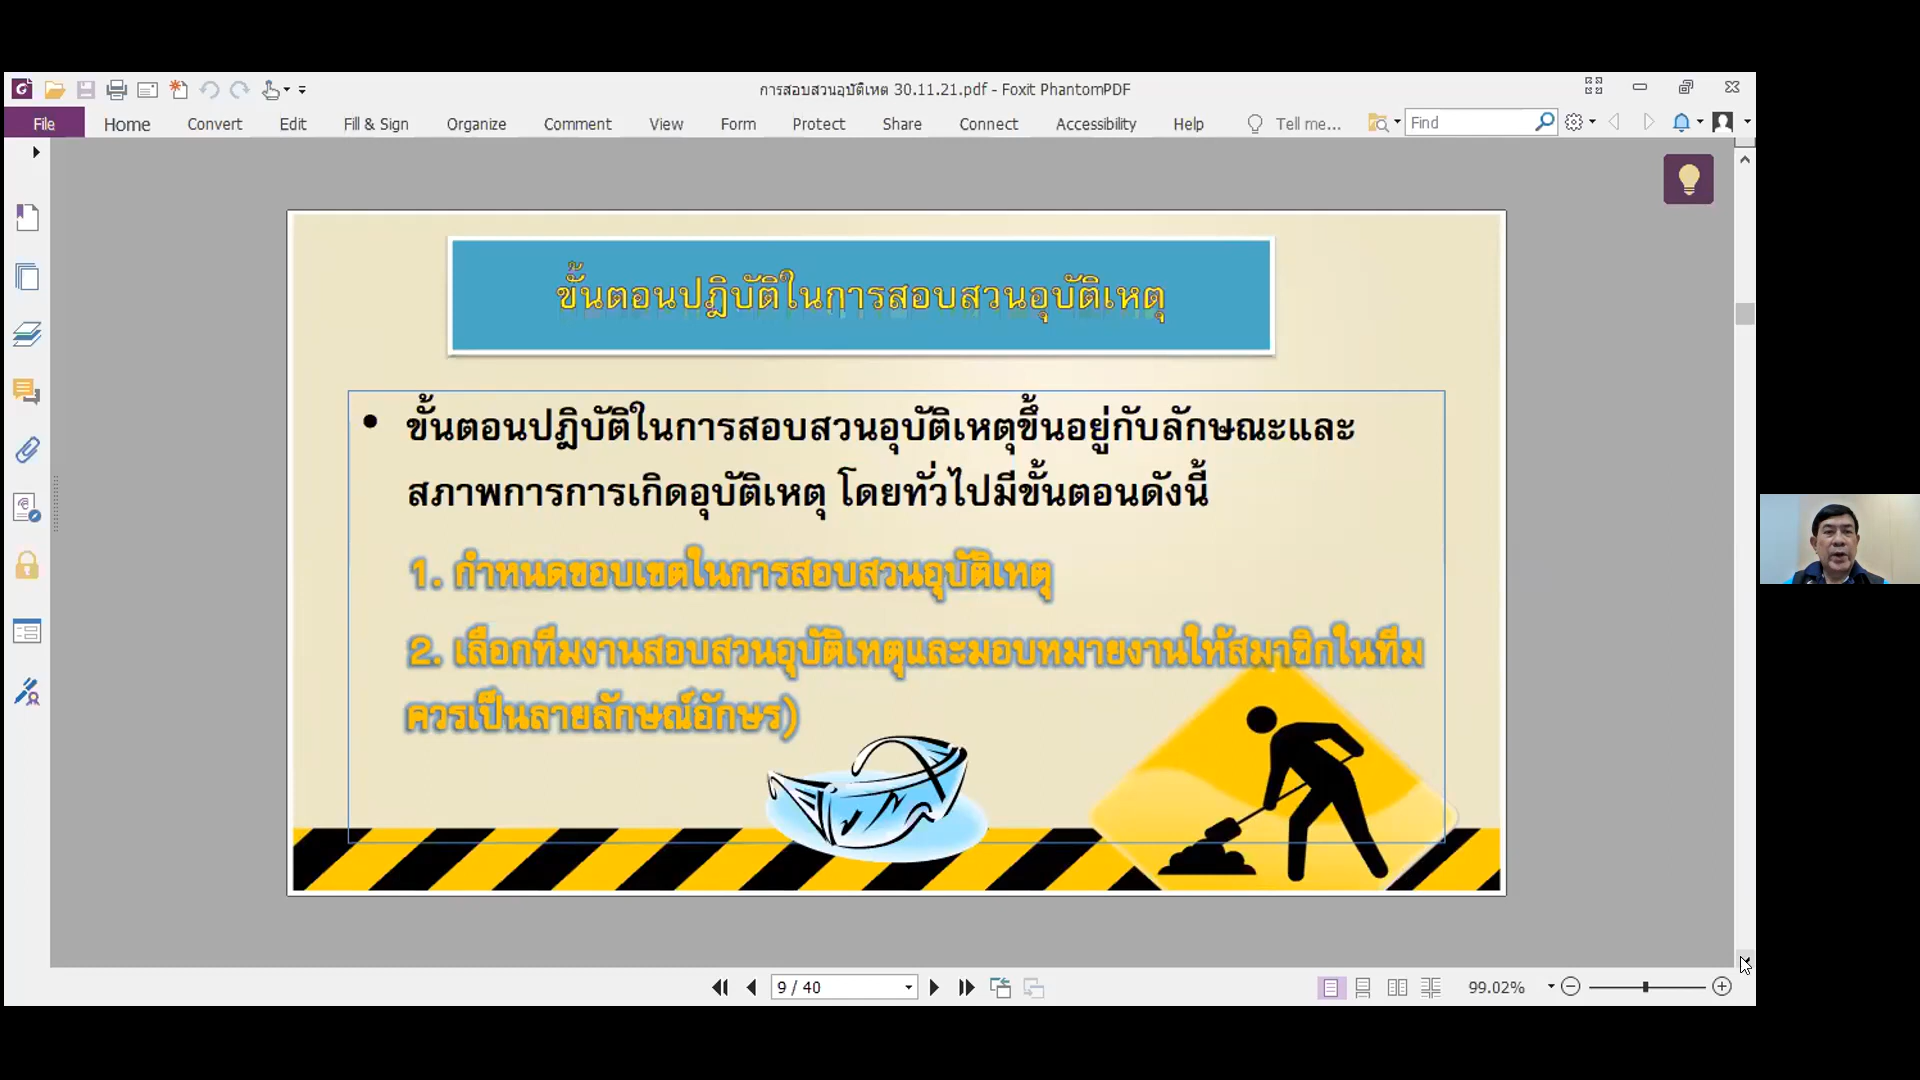 การสอบสวนอุบัติเหต 30.11.21.pdf - Foxit PhantomPDF
File Home Convert Edit Fill & Sign Organize Comment View Form Protect Share Connect Accessibility Help Tell me... Find
ขั้นตอนปฎิบัติในการสอบสวนอุบัติเหตุ
• ขั้นตอนปฎิบัติในการสอบสวนอุบัติเหตุขึ้นอยู่กับลักษณะและ
สภาพการการเกิดอุบัติเหตุ โดยทั่วไปมีขั้นตอนดังนี้
1. กำหนดขอบเขตในการสอบสวนอุบัติเหตุ
2. เลือกทีมงานสอบสวนอุบัติเหตุและมอบหมายงานให้สมาชิกในทีม
ควรเป็นลายลักษณ์อักษร)
9 / 40
99.02%